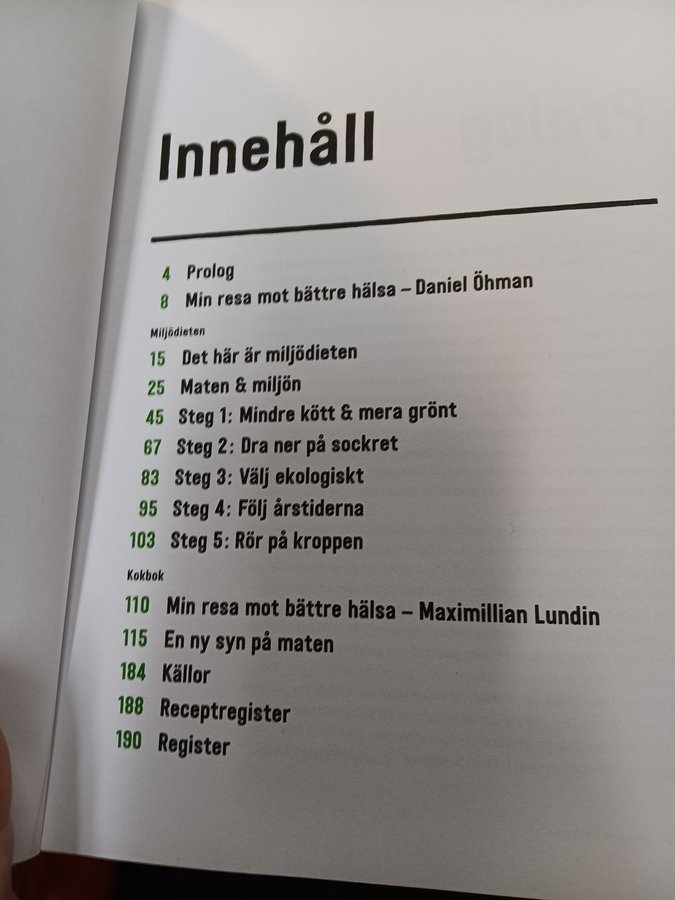 Innehåll
4 Prolog
8 Min resa mot bättre hälsa – Daniel Öhman
Miljödieten
15 Det här är miljödieten
25 Maten & miljön
45 Steg 1: Mindre kött & mera grönt
67 Steg 2: Dra ner på sockret
83 Steg 3: Välj ekologiskt
95 Steg 4: Följ årstiderna
103 Steg 5: Rör på kroppen
Kokbok
110 Min resa mot bättre hälsa – Maximillian Lundin
115 En ny syn på maten
184 Källor
188 Receptregister
190 Register